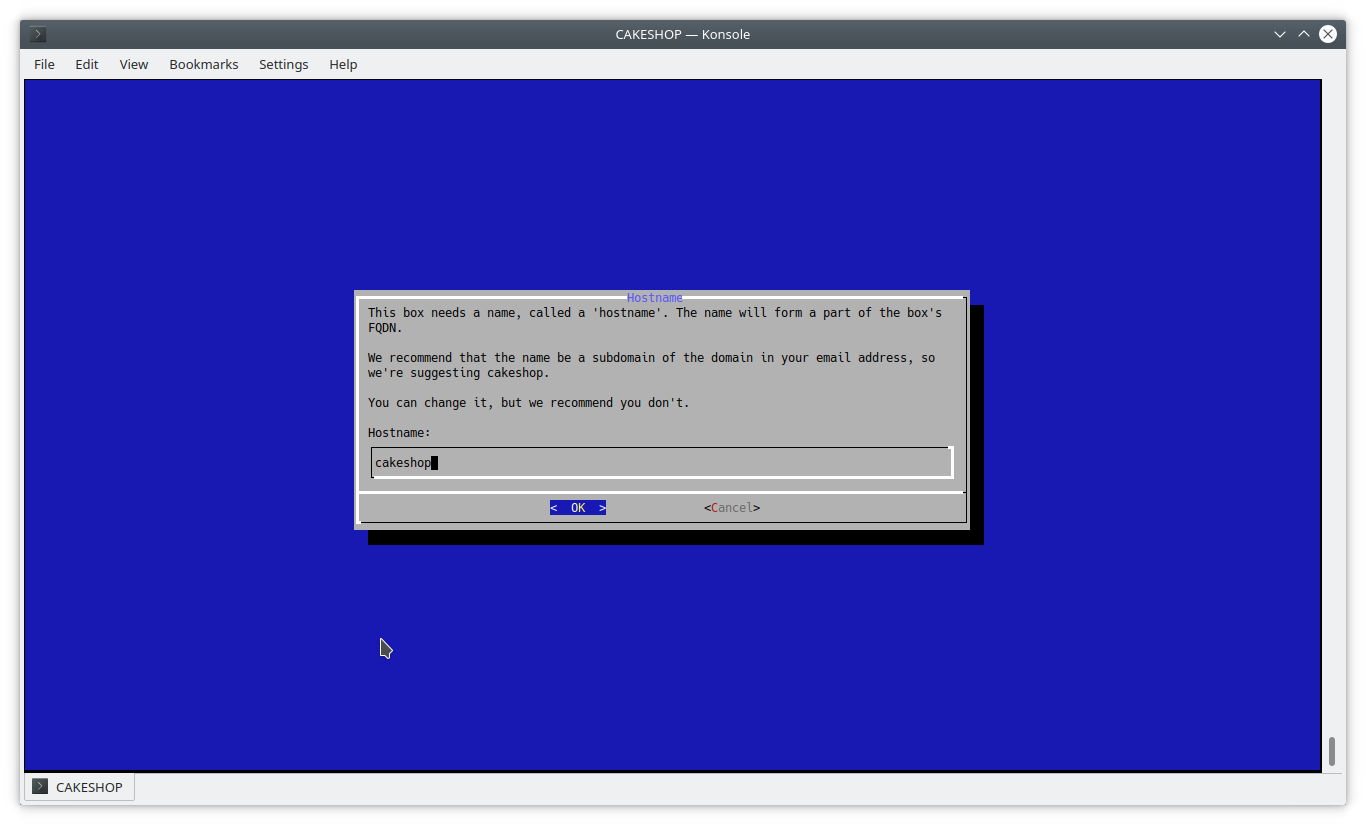 CAKESHOP — Konsole
File Edit View Bookmarks Settings Help
Hostname
This box needs a name, called a 'hostname'. The name will form a part of the box's
FQDN.
We recommend that the name be a subdomain of the domain in your email address, so
we're suggesting cakeshop.
You can change it, but we recommend you don't.
Hostname:
cakeshop
< OK > <Cancel>
CAKESHOP